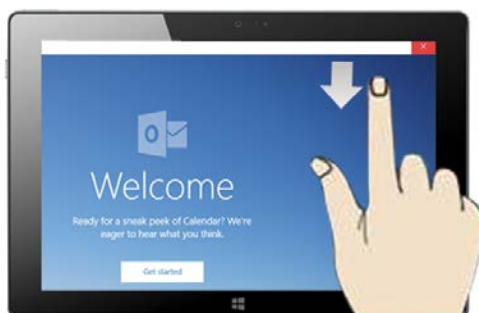 Welcome
Ready for a sneak peek of Calendar? We're
eager to hear what you think.
Get started